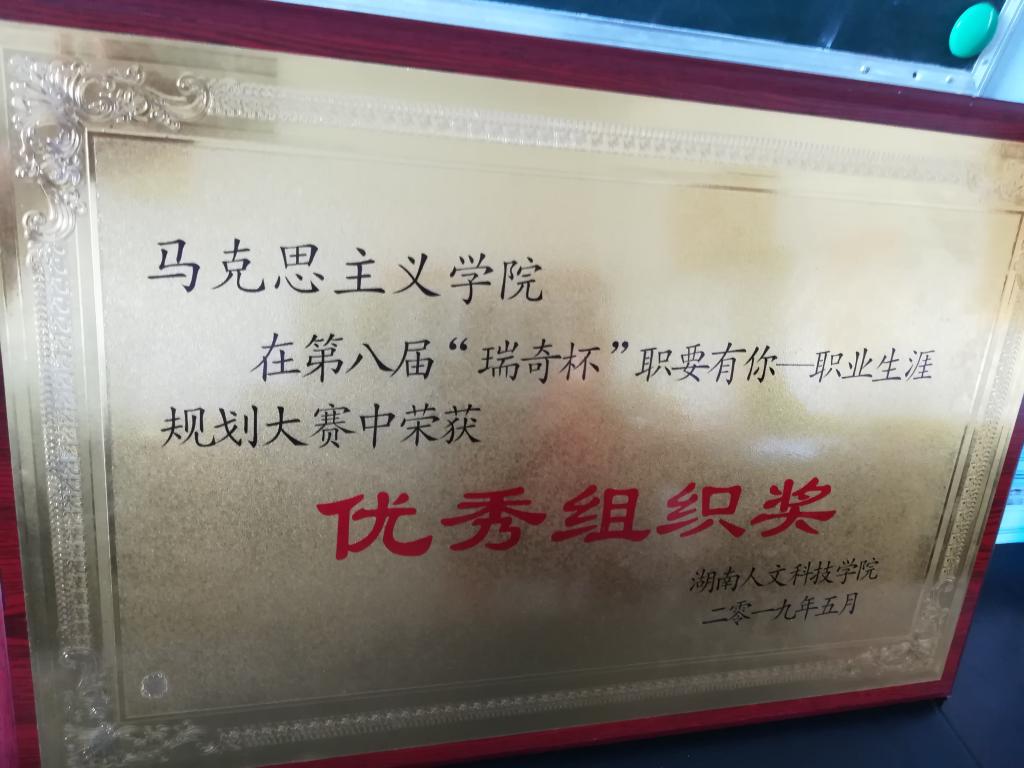 马克思主义学院
在第八届“瑞奇杯”职要有你—职业生涯
规划大赛中荣获
优秀组织奖
湖南人文科技学院
二零一九年五月